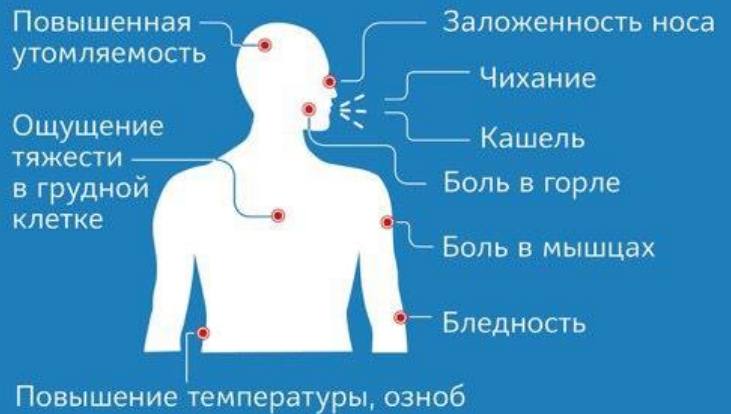 Повышенная
утомляемость
Ощущение
тяжести
в грудной
клетке
Заложенность носа
Чихание
Кашель
Боль в горле
Боль в мышцах
Бледность
Повышение температуры, озноб